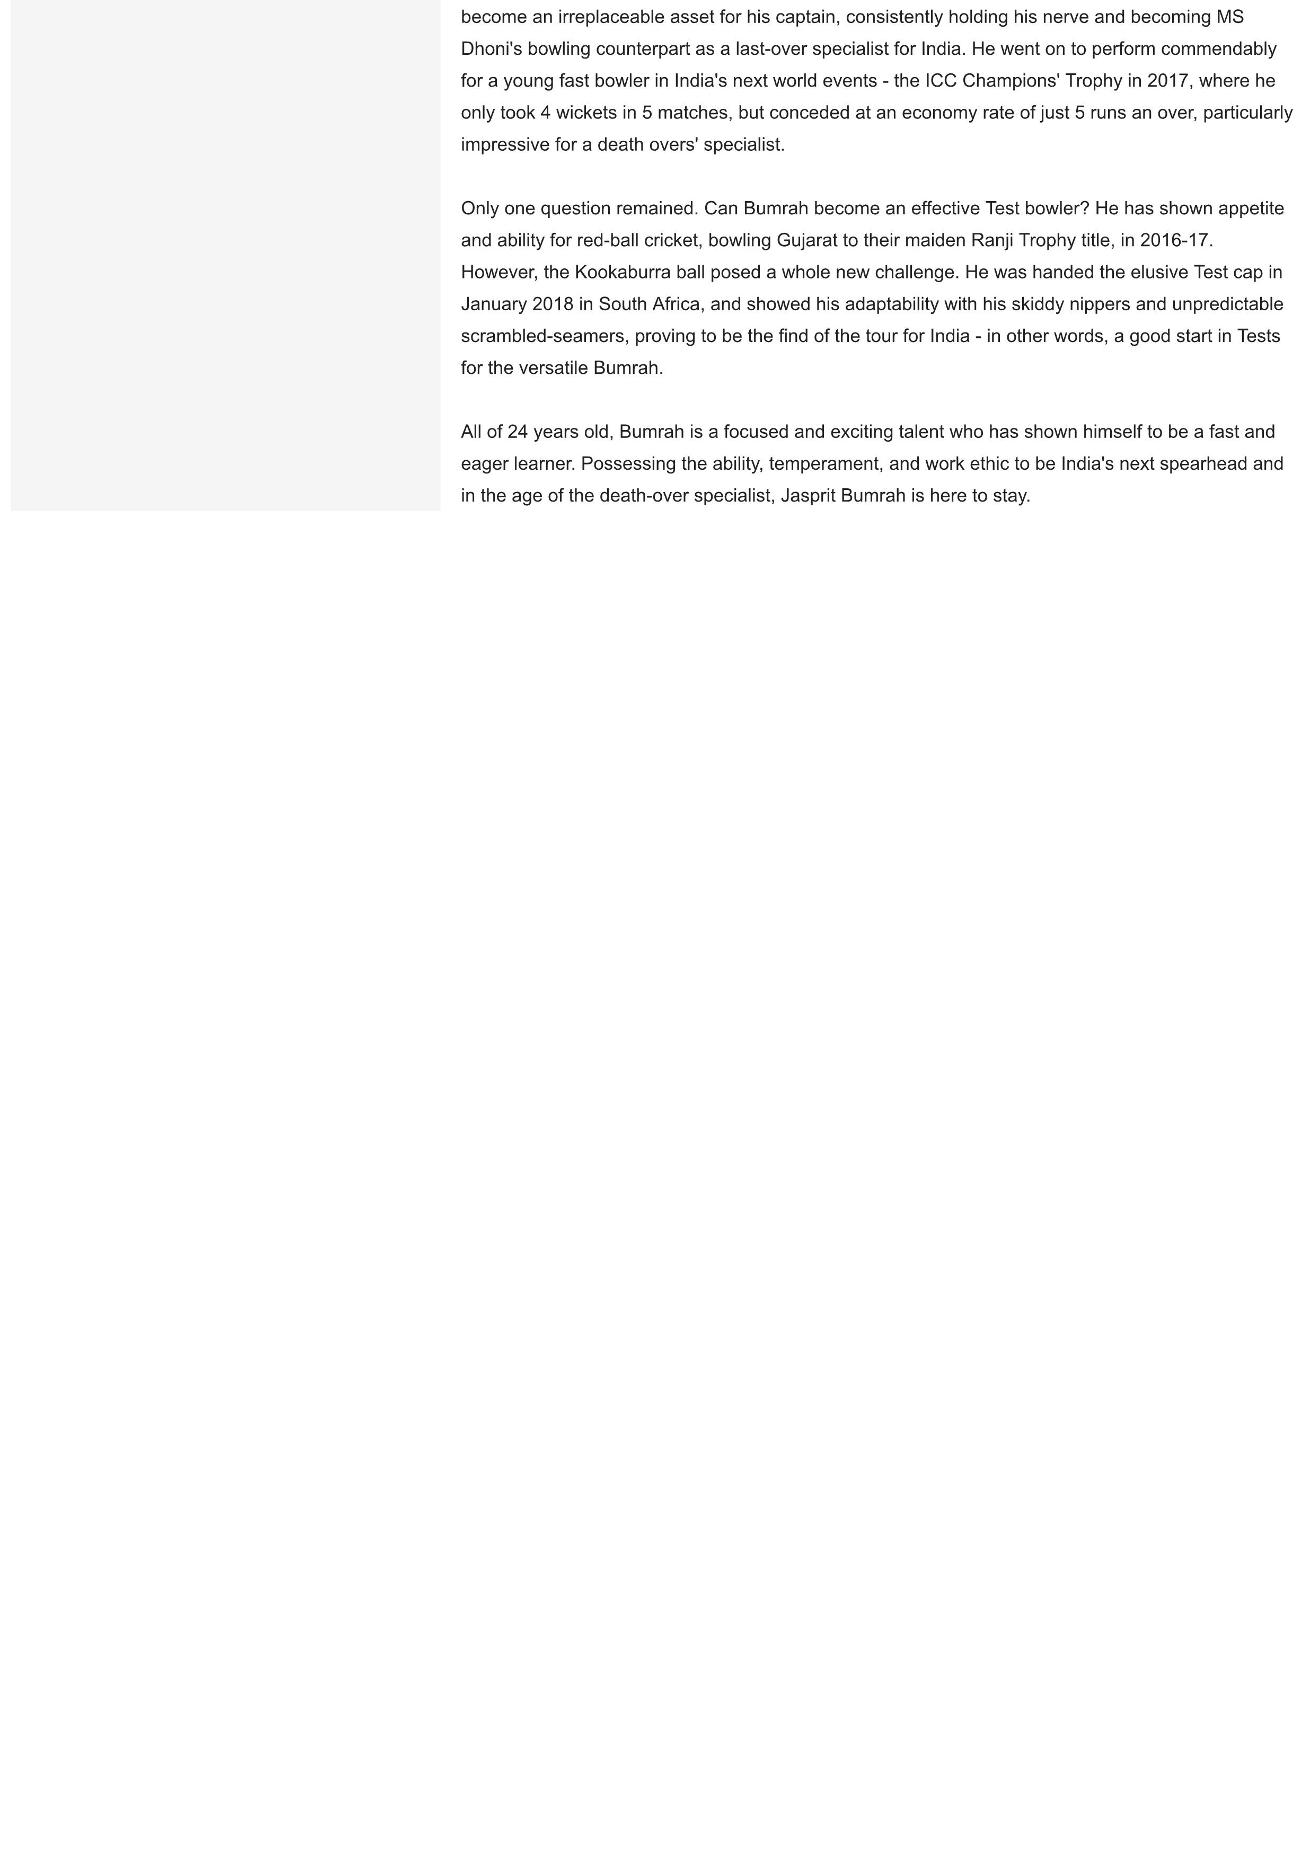 become an irreplaceable asset for his captain, consistently holding his nerve and becoming MS
Dhoni's bowling counterpart as a last-over specialist for India. He went on to perform commendably
for a young fast bowler in India's next world events - the ICC Champions' Trophy in 2017, where he
only took 4 wickets in 5 matches, but conceded at an economy rate of just 5 runs an over, particularly
impressive for a death overs' specialist.
Only one question remained. Can Bumrah become an effective Test bowler? He has shown appetite
and ability for red-ball cricket, bowling Gujarat to their maiden Ranji Trophy title, in 2016-17.
However, the Kookaburra ball posed a whole new challenge. He was handed the elusive Test cap in
January 2018 in South Africa, and showed his adaptability with his skiddy nippers and unpredictable
scrambled-seamers, proving to be the find of the tour for India - in other words, a good start in Tests
for the versatile Bumrah.
All of 24 years old, Bumrah is a focused and exciting talent who has shown himself to be a fast and
eager learner. Possessing the ability, temperament, and work ethic to be India's next spearhead and
in the age of the death-over specialist, Jasprit Bumrah is here to stay.